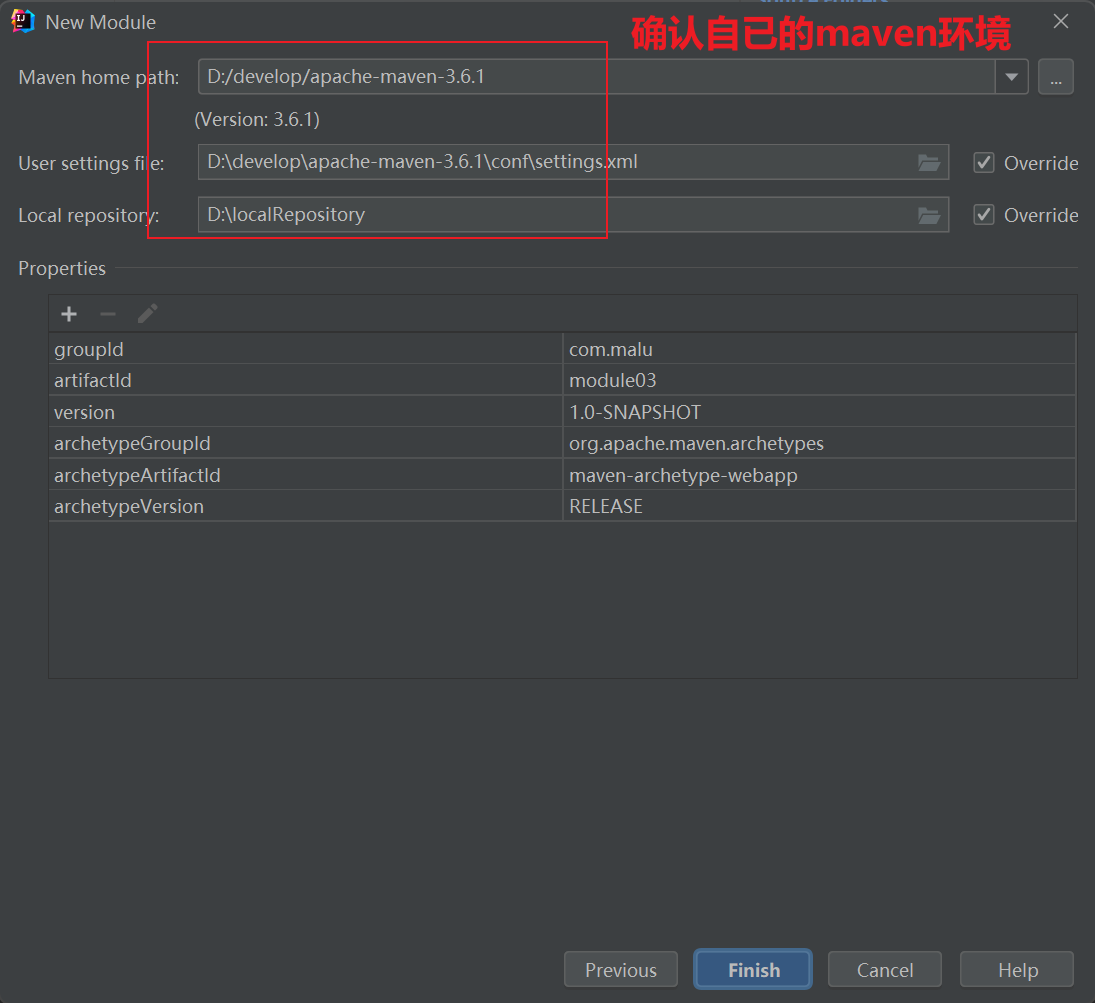 New Module
确认自己的maven环境
Maven home path: D:/develop/apache-maven-3.6.1 ...
(Version: 3.6.1)
User settings file: D:\develop\apache-maven-3.6.1\conf\settings.xml Override
Local repository: D:\localRepository Override
Properties
groupId com.malu
artifactId module03
version 1.0-SNAPSHOT
archetypeGroupId org.apache.maven.archetypes
archetypeArtifactId maven-archetype-webapp
archetypeVersion RELEASE
Previous Finish Cancel Help